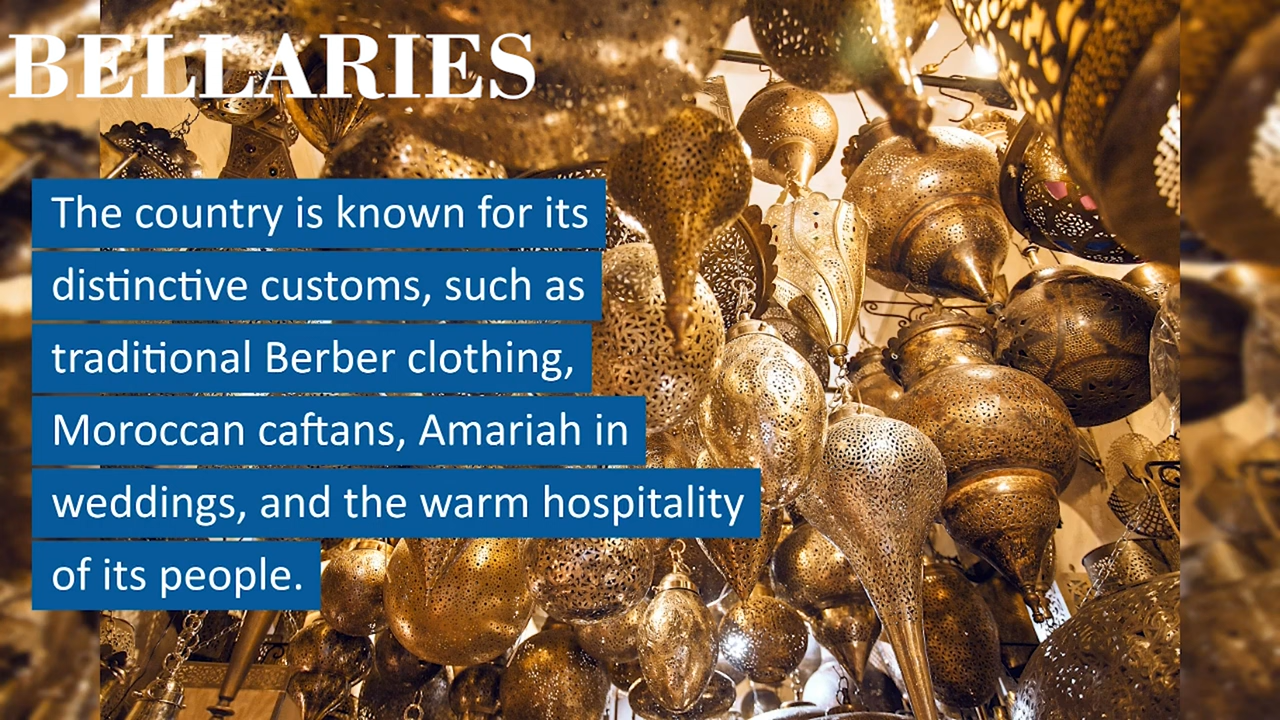 BELLARIES
The country is known for its
distinctive customs, such as
traditional Berber clothing,
Moroccan caftans, Amariah in
weddings, and the warm hospitality
of its people.